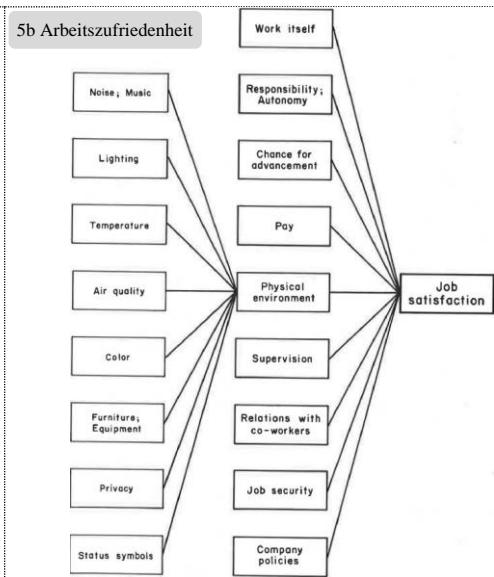 5b Arbeitszufriedenheit
Noise; Music
Lighting
Temperature
Air quality
Color
Furniture;
Equipment
Privacy
Status symbols
Work itself
Responsibility;
Autonomy
Chance for
advancement
Pay
Physical
environment
Supervision
Relations with
co-workers
Job security
Company
policies
Job
satisfaction